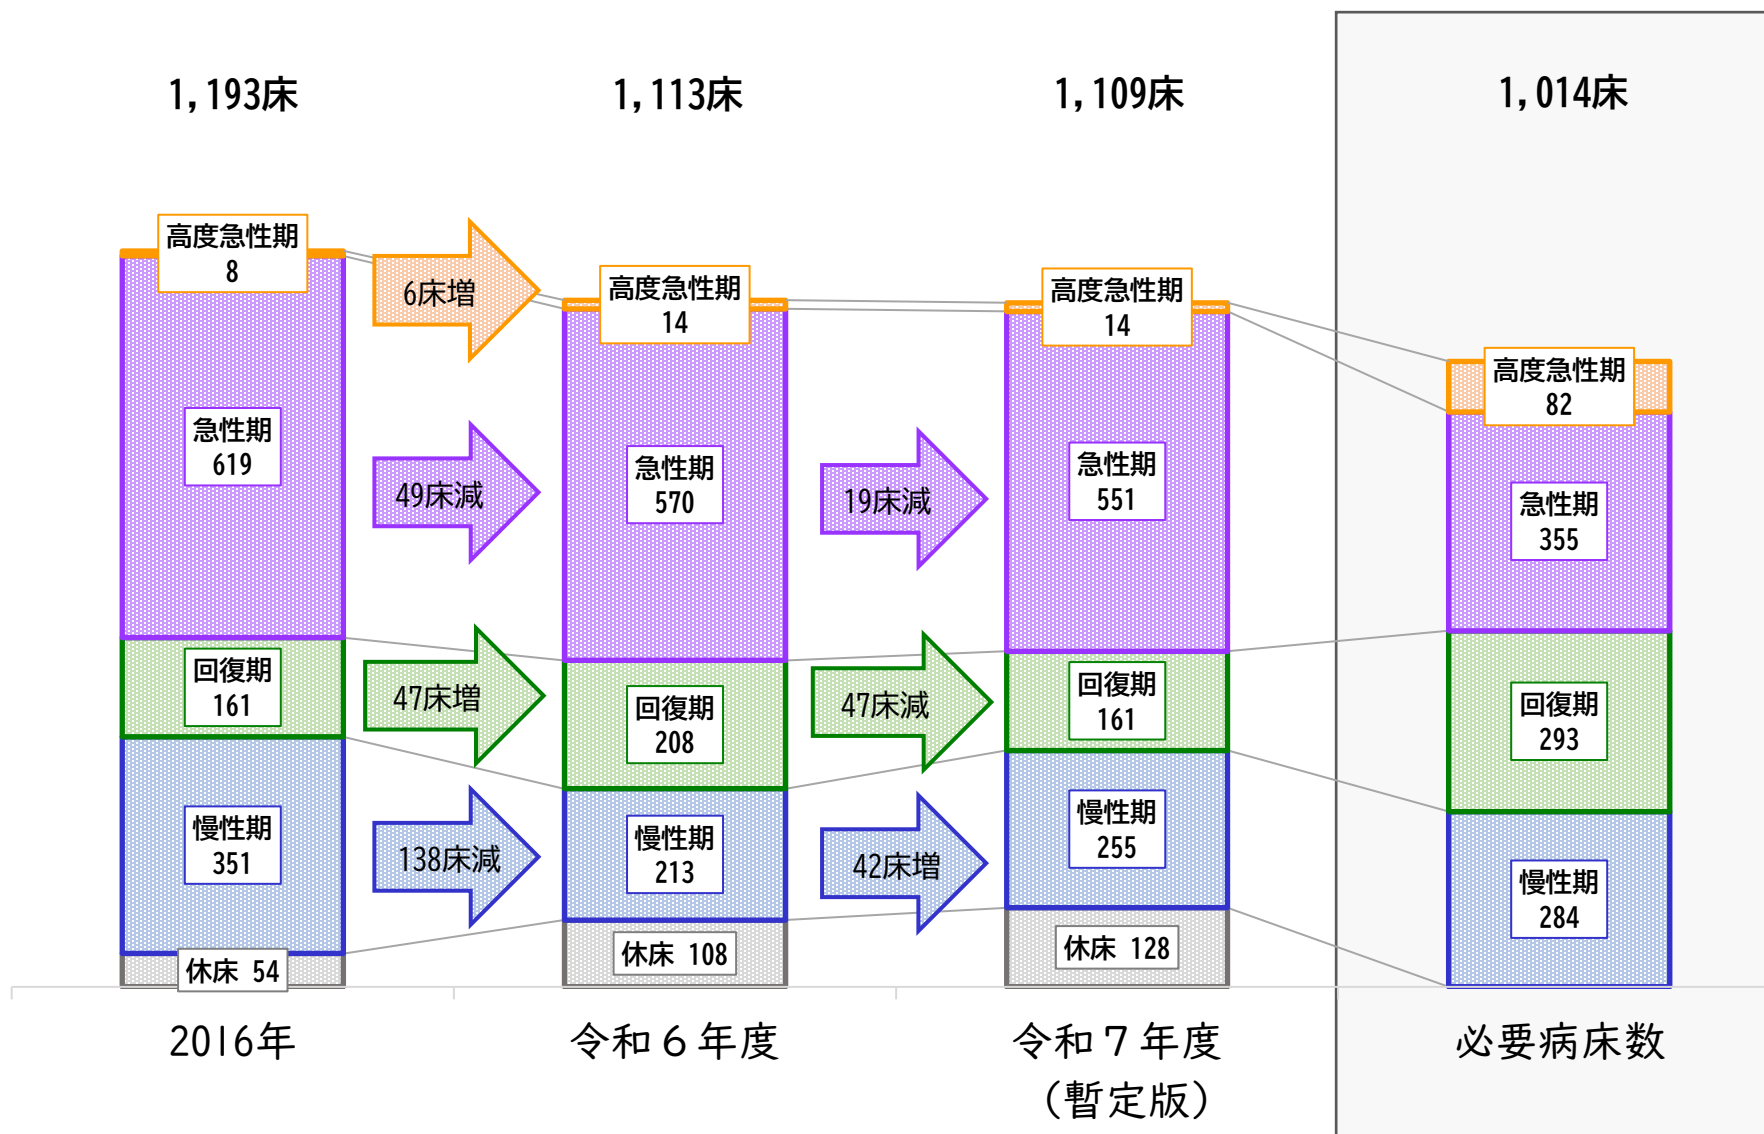 1,193床
1,113床
1,109床
1,014床
高度急性期
8
急性期
619
回復期
161
慢性期
351
休床 54
6床増
49床減
47床増
138床減
高度急性期
14
急性期
570
回復期
208
慢性期
213
休床 108
19床減
47床減
42床増
高度急性期
14
急性期
551
回復期
161
慢性期
255
休床 128
高度急性期
82
急性期
355
回復期
293
慢性期
284
2016年
令和６年度
令和７年度
（暫定版）
必要病床数